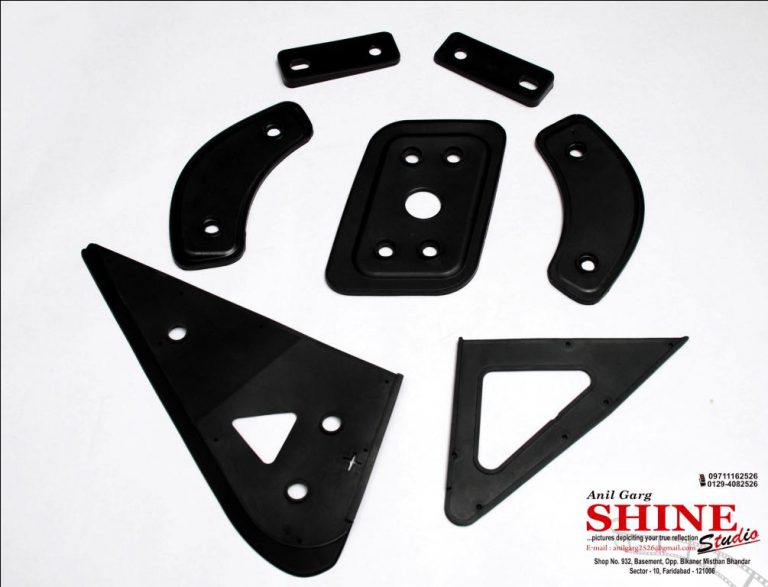 09711162526
0129-4082526
Anil Garg
SHINE
Studio
...pictures depicting your true reflection
E-mail : anilgarg2526@gmail.com
Shop No. 932, Basement, Opp. Bikaner Misthan Bhandar
Sector - 10, Faridabad - 121006